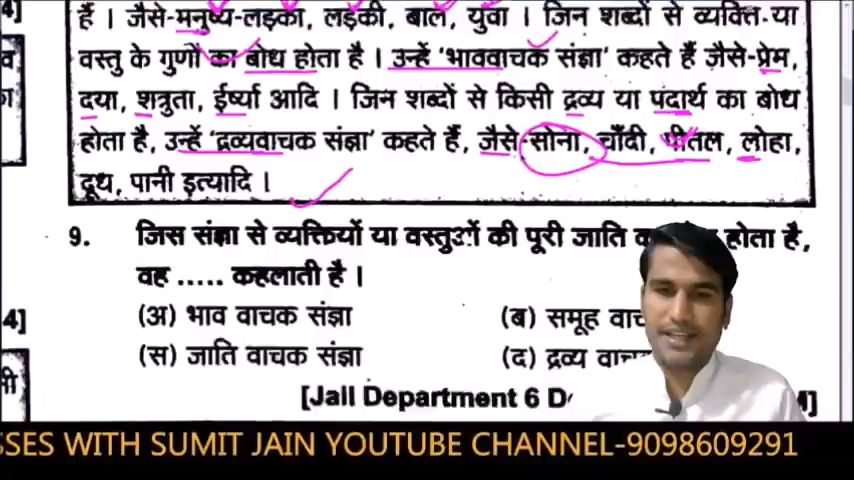 हैं । जैसे-मनुष्य-लड़का, लड़की, बाल, युवा । जिन शब्दों से व्यक्ति-या
वस्तु के गुणों का बोध होता है । उन्हें 'भाववाचक संज्ञा' कहते हैं जैसे-प्रेम,
दया, शत्रुता, ईर्ष्या आदि । जिन शब्दों से किसी द्रव्य या पदार्थ का बोध
होता है, उन्हें 'द्रव्यवाचक संज्ञा' कहते हैं, जैसे-सोना, चाँदी, पीतल, लोहा,
दूध, पानी इत्यादि ।
9. जिस संज्ञा से व्यक्तियों या वस्तुओं की पूरी जाति का होता है,
वह ..... कहलाती है ।
(अ) भाव वाचक संज्ञा (ब) समूह वाच
4]
(स) जाति वाचक संज्ञा (द) द्रव्य वाच
[Jail Department 6 D
SSES WITH SUMIT JAIN YOUTUBE CHANNEL-9098609291